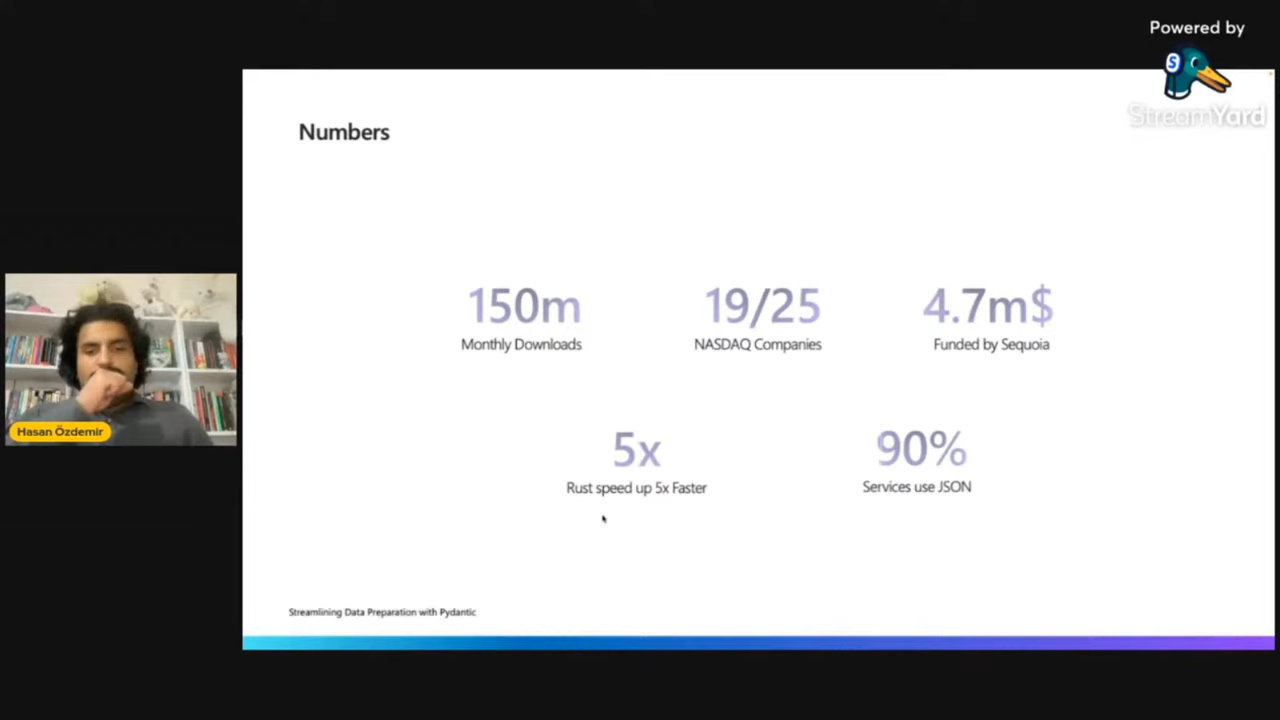 Powered by
StreamYard
Numbers
150m
Monthly Downloads
19/25
NASDAQ Companies
4.7m$
Funded by Sequoia
5x
Rust speed up 5x Faster
90%
Services use JSON
Hasan Özdemir
Streamlining Data Preparation with Pydantic